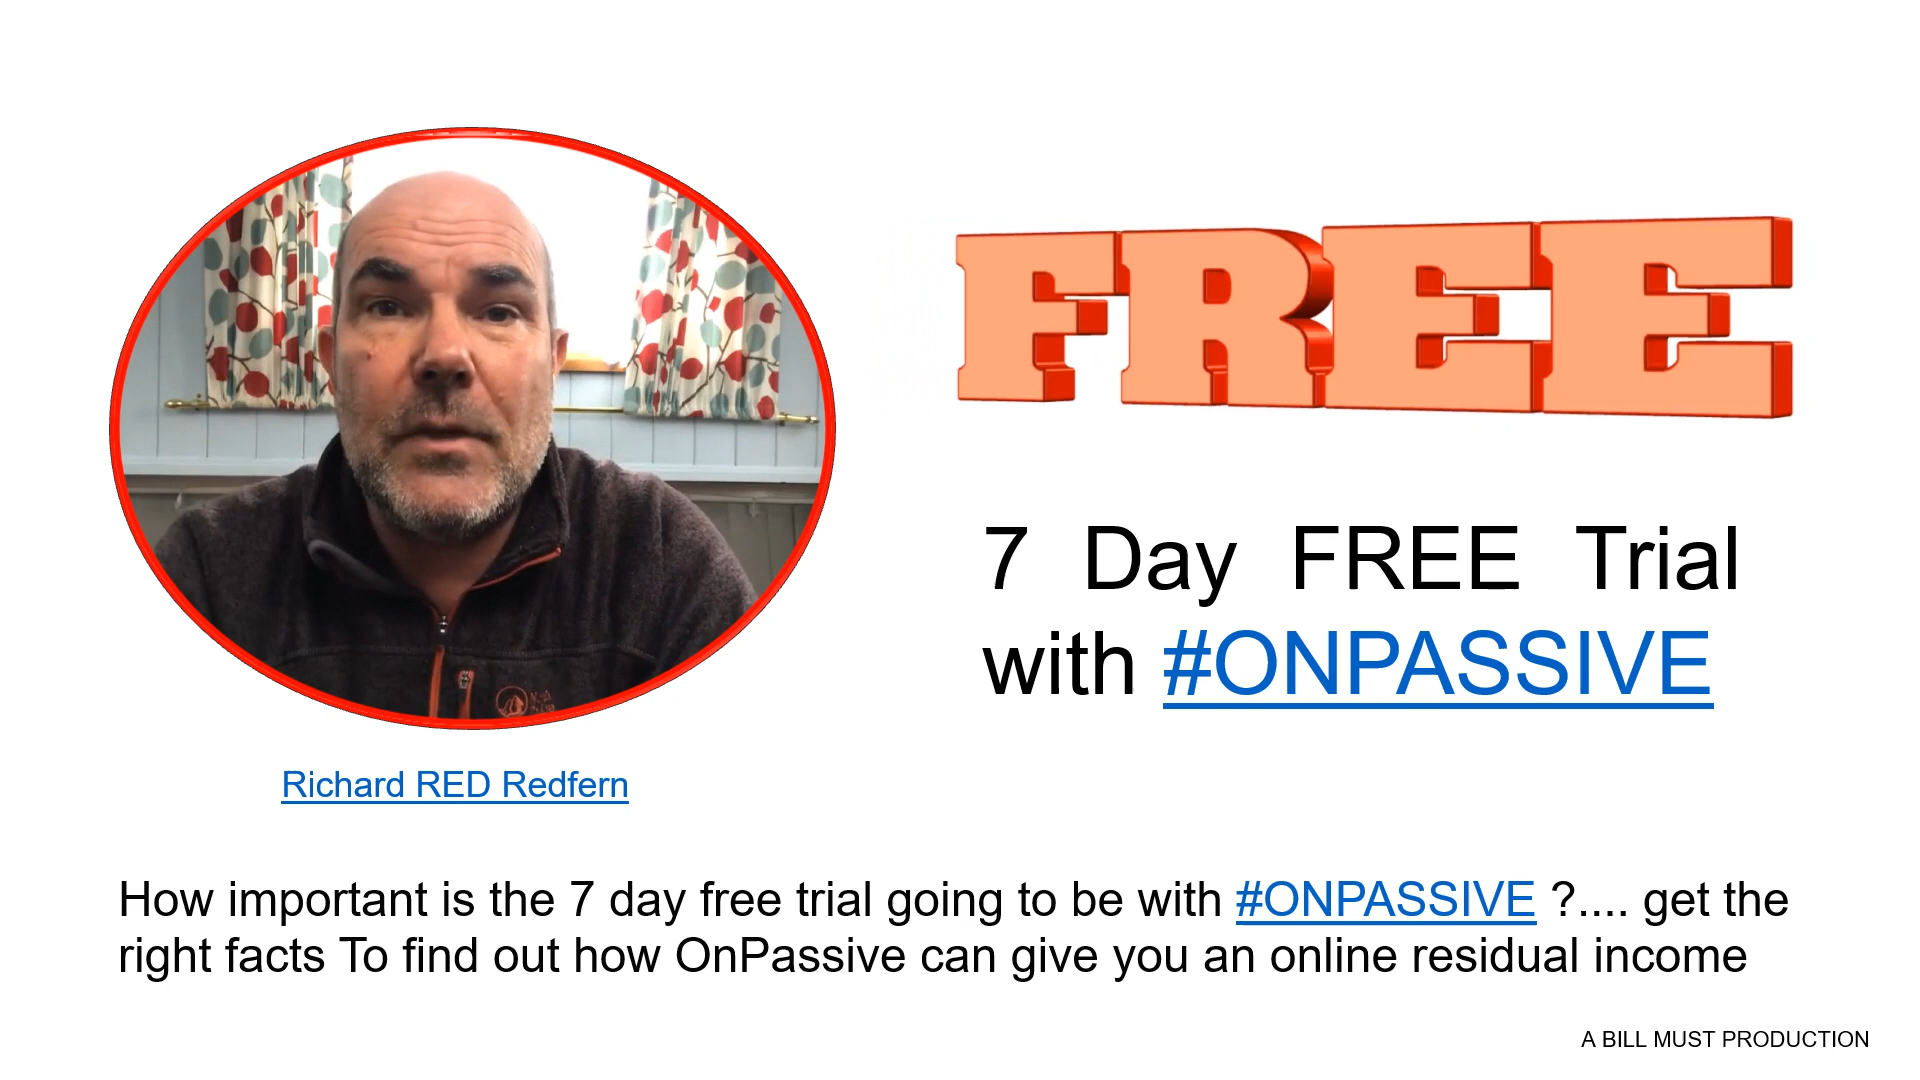 FREE
7 Day FREE Trial
with #ONPASSIVE
Richard RED Redfern
How important is the 7 day free trial going to be with #ONPASSIVE ?.... get the
right facts To find out how OnPassive can give you an online residual income
A BILL MUST PRODUCTION